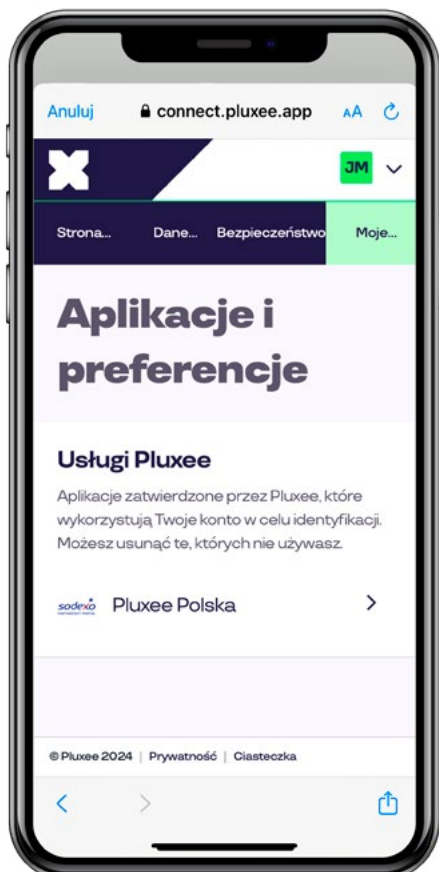 Anuluj connect.pluxee.app AA
JM
Strona... Dane... Bezpieczeństwo Moje...
Aplikacje i
preferencje
Usługi Pluxee
Aplikacje zatwierdzone przez Pluxee, które
wykorzystują Twoje konto w celu identyfikacji.
Możesz usunąć te, których nie używasz.
sodexo Pluxee Polska
© Pluxee 2024 | Prywatność | Ciasteczka